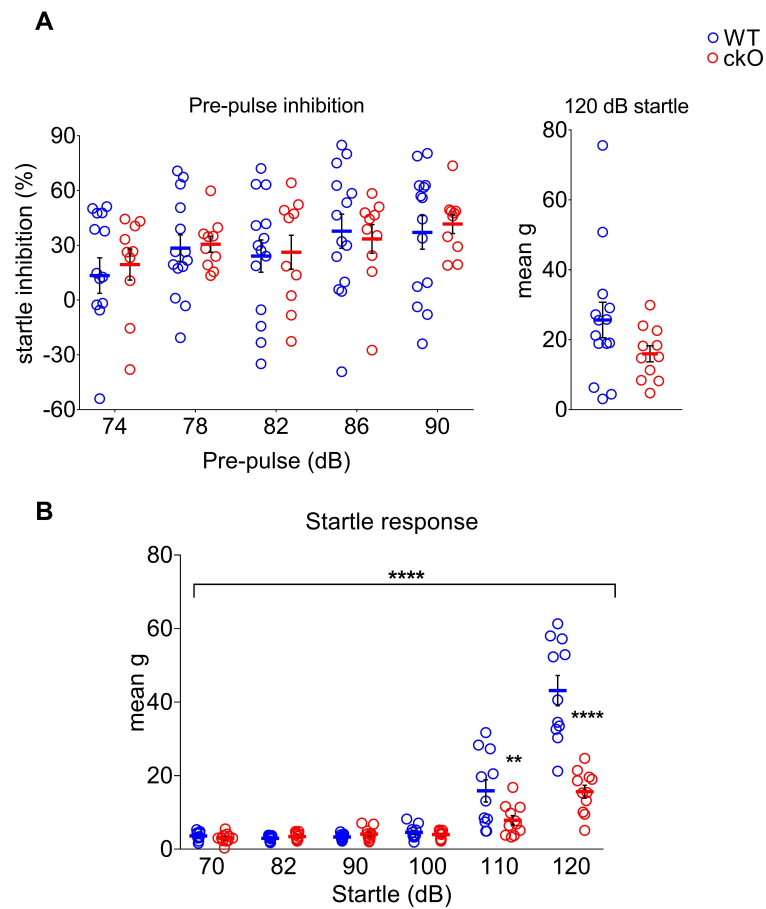 A
WT
ckO
Pre-pulse inhibition
120 dB startle
startle inhibition (%)
90
60
30
0
-30
-60
74 78 82 86 90
Pre-pulse (dB)
mean g
80
60
40
20
0
B
Startle response
mean g
80
60
40
20
0
****
**
****
70 82 90 100 110 120
Startle (dB)